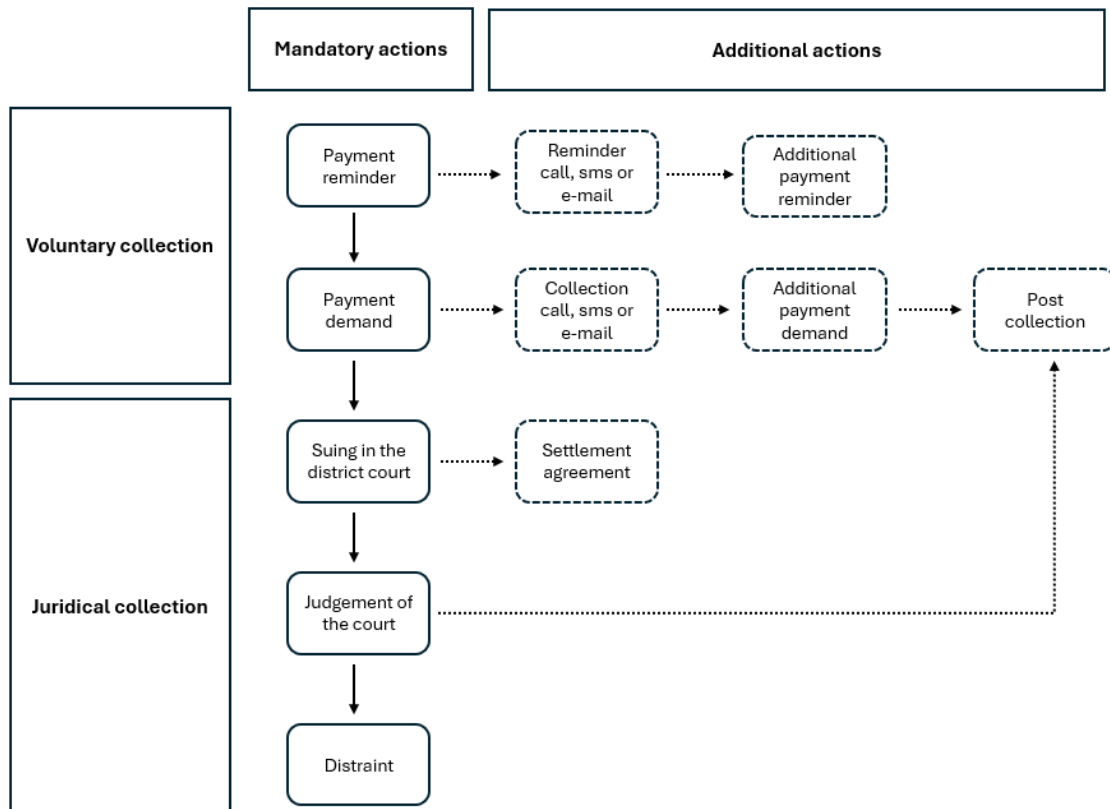 Mandatory actions
Additional actions
Voluntary collection
Payment
reminder
Reminder
call, sms or
e-mail
Additional
payment
reminder
Payment
demand
Collection
call, sms or
e-mail
Additional
payment
demand
Post
collection
Juridical collection
Suing in the
district court
Settlement
agreement
Judgement of
the court
Distraint